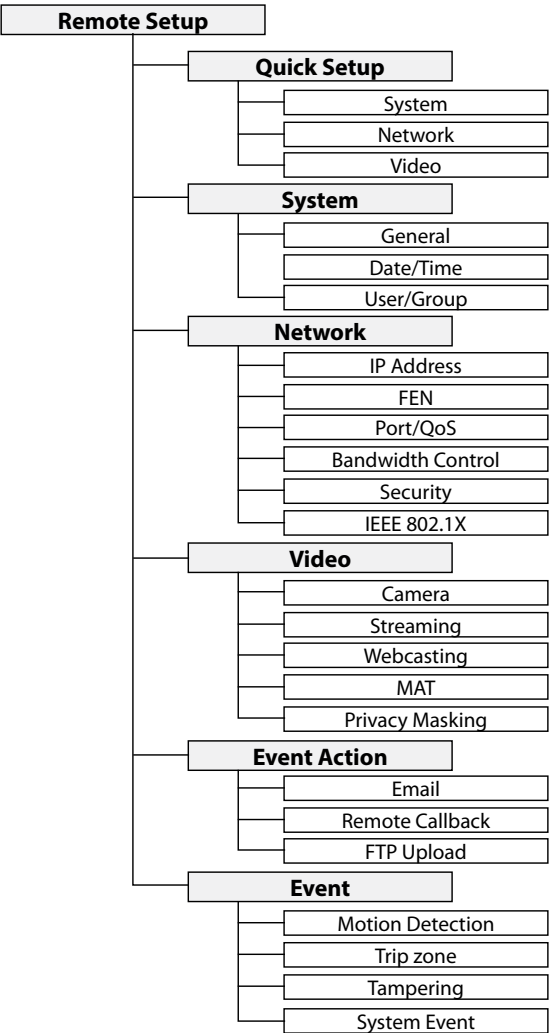 Remote Setup
Quick Setup
System
Network
Video
System
General
Date/Time
User/Group
Network
IP Address
FEN
Port/QoS
Bandwidth Control
Security
IEEE 802.1X
Video
Camera
Streaming
Webcasting
MAT
Privacy Masking
Event Action
Email
Remote Callback
FTP Upload
Event
Motion Detection
Trip zone
Tampering
System Event